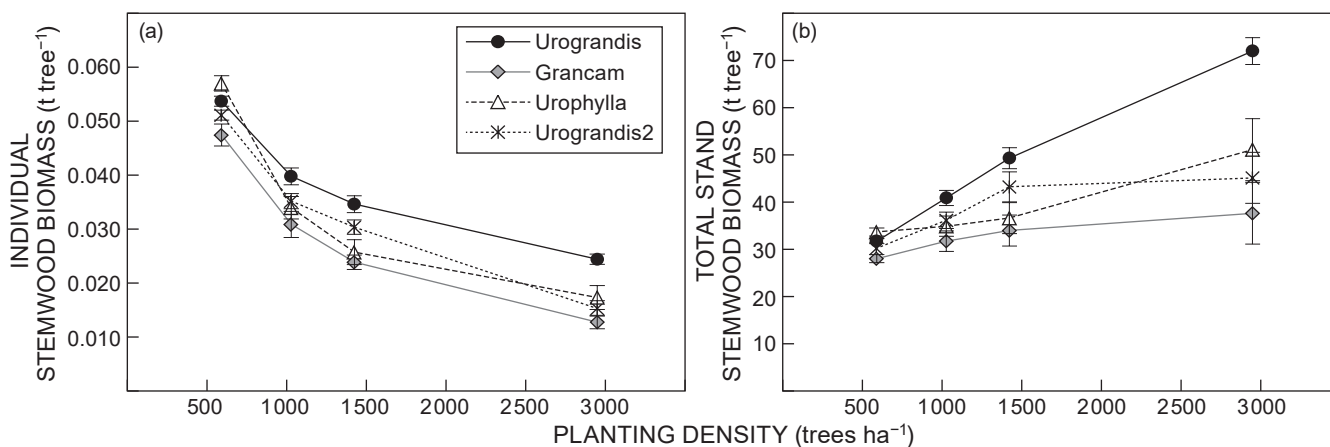 (a)
INDIVIDUAL
STEMWOOD BIOMASS (t tree⁻¹)
0.060
0.050
0.040
0.030
0.020
0.010
500 1000 1500 2000 2500 3000
Urograndis
Grancam
Urophylla
Urograndis2
(b)
TOTAL STAND
STEMWOOD BIOMASS (t tree⁻¹)
70
60
50
40
30
20
10
500 1000 1500 2000 2500 3000
PLANTING DENSITY (trees ha⁻¹)